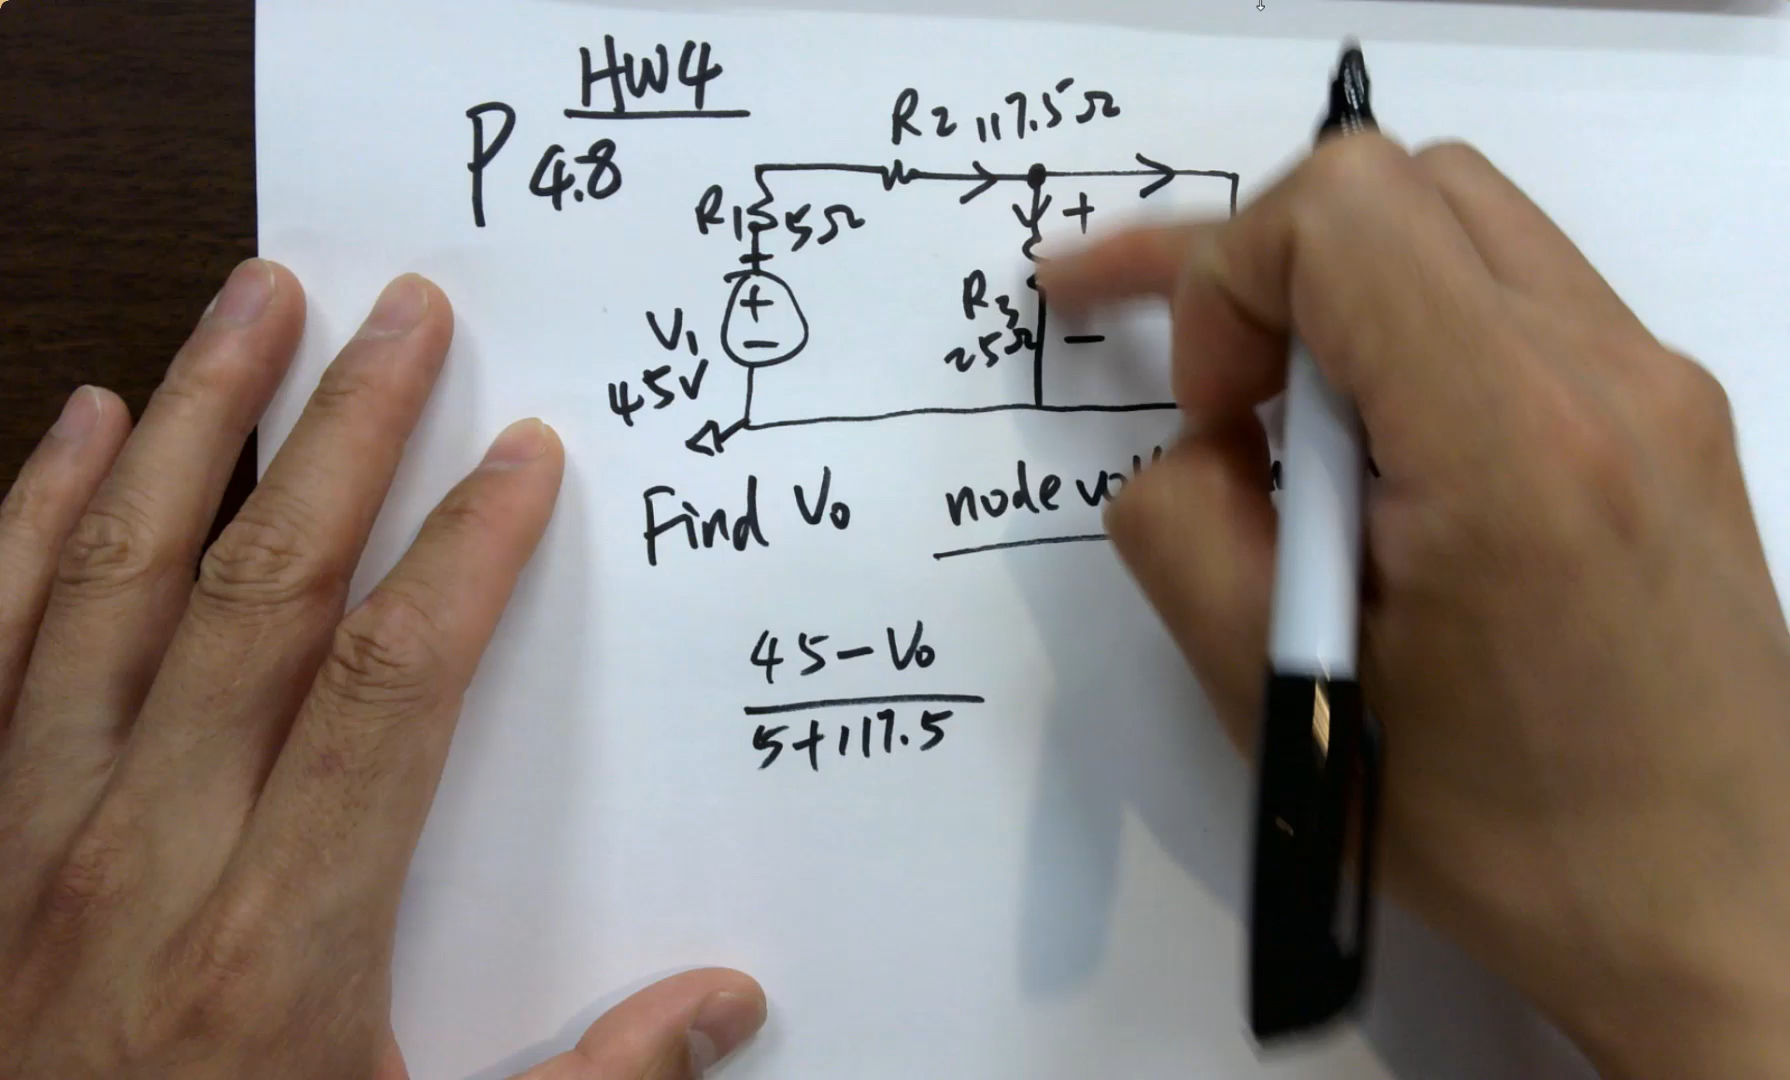 HW4
P 4.8
R2 117.5Ω
R1 5Ω
+
+
+
−
V1
45V
R3
25Ω
−
Find V0 node
45−V0
5+117.5